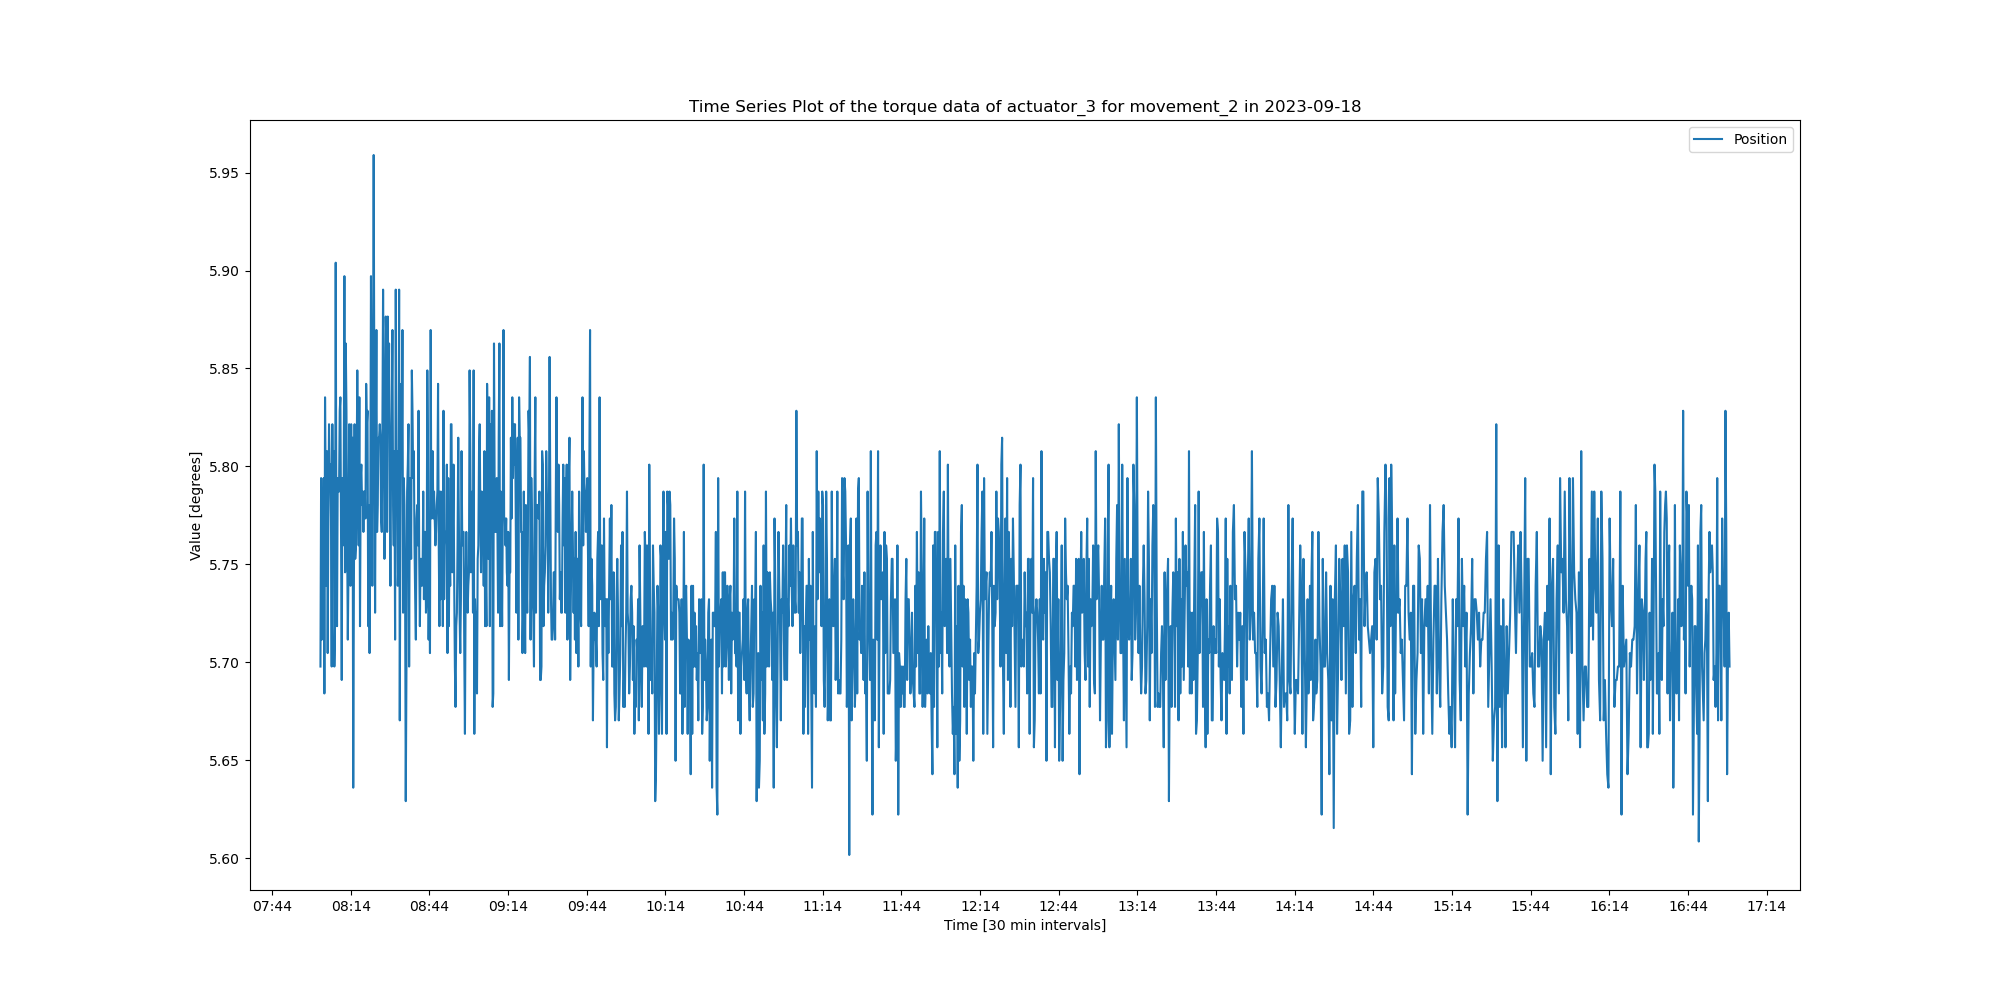 Time Series Plot of the torque data of actuator_3 for movement_2 in 2023-09-18
Position
5.95
5.90
5.85
5.80
5.75
5.70
5.65
5.60
Value [degrees]
07:44 08:14 08:44 09:14 09:44 10:14 10:44 11:14 11:44 12:14 12:44 13:14 13:44 14:14 14:44 15:14 15:44 16:14 16:44 17:14
Time [30 min intervals]